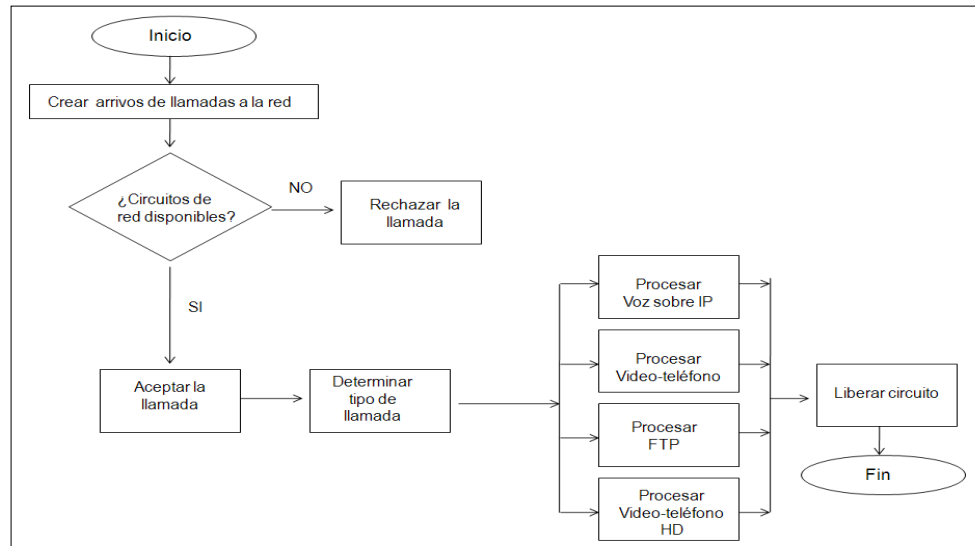 Inicio
Crear arrivos de llamadas a la red
¿Circuitos de
red disponibles?
NO
Rechazar la
llamada
SI
Aceptar la
llamada
Determinar
tipo de
llamada
Procesar
Voz sobre IP
Procesar
Video-teléfono
Procesar
FTP
Procesar
Video-teléfono
HD
Liberar circuito
Fin